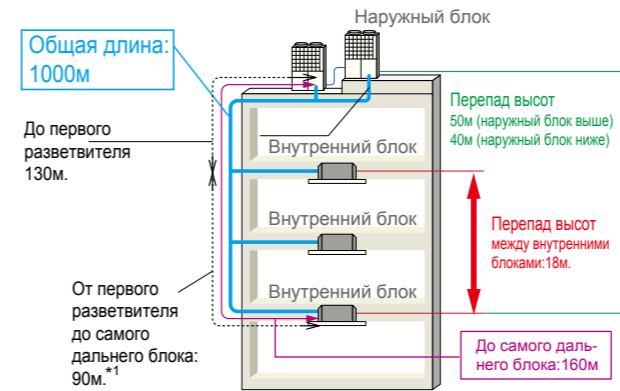 Наружный блок
Общая длина:
1000м
Перепад высот
50м (наружный блок выше)
40м (наружный блок ниже)
До первого
разветвителя
130м.
Внутренний блок
Внутренний блок
Перепад высот
между внутренними
блоками:18м.
От первого
разветвителя
до самого
дальнего блока:
90м.*1
Внутренний блок
До самого даль-
него блока:160м